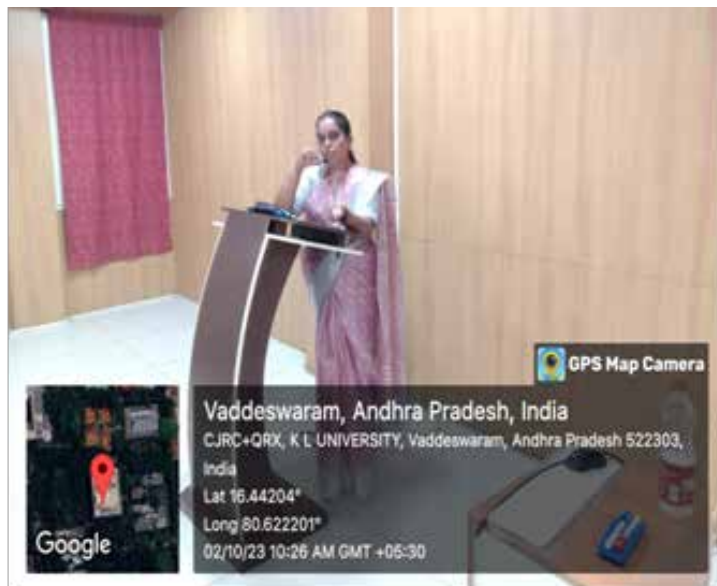 GPS Map Camera
Vaddeswaram, Andhra Pradesh, India
CJRC+QRX, K L UNIVERSITY, Vaddeswaram, Andhra Pradesh 522303,
India
Lat 16.44204°
Long 80.622201°
02/10/23 10:26 AM GMT +05:30
Google